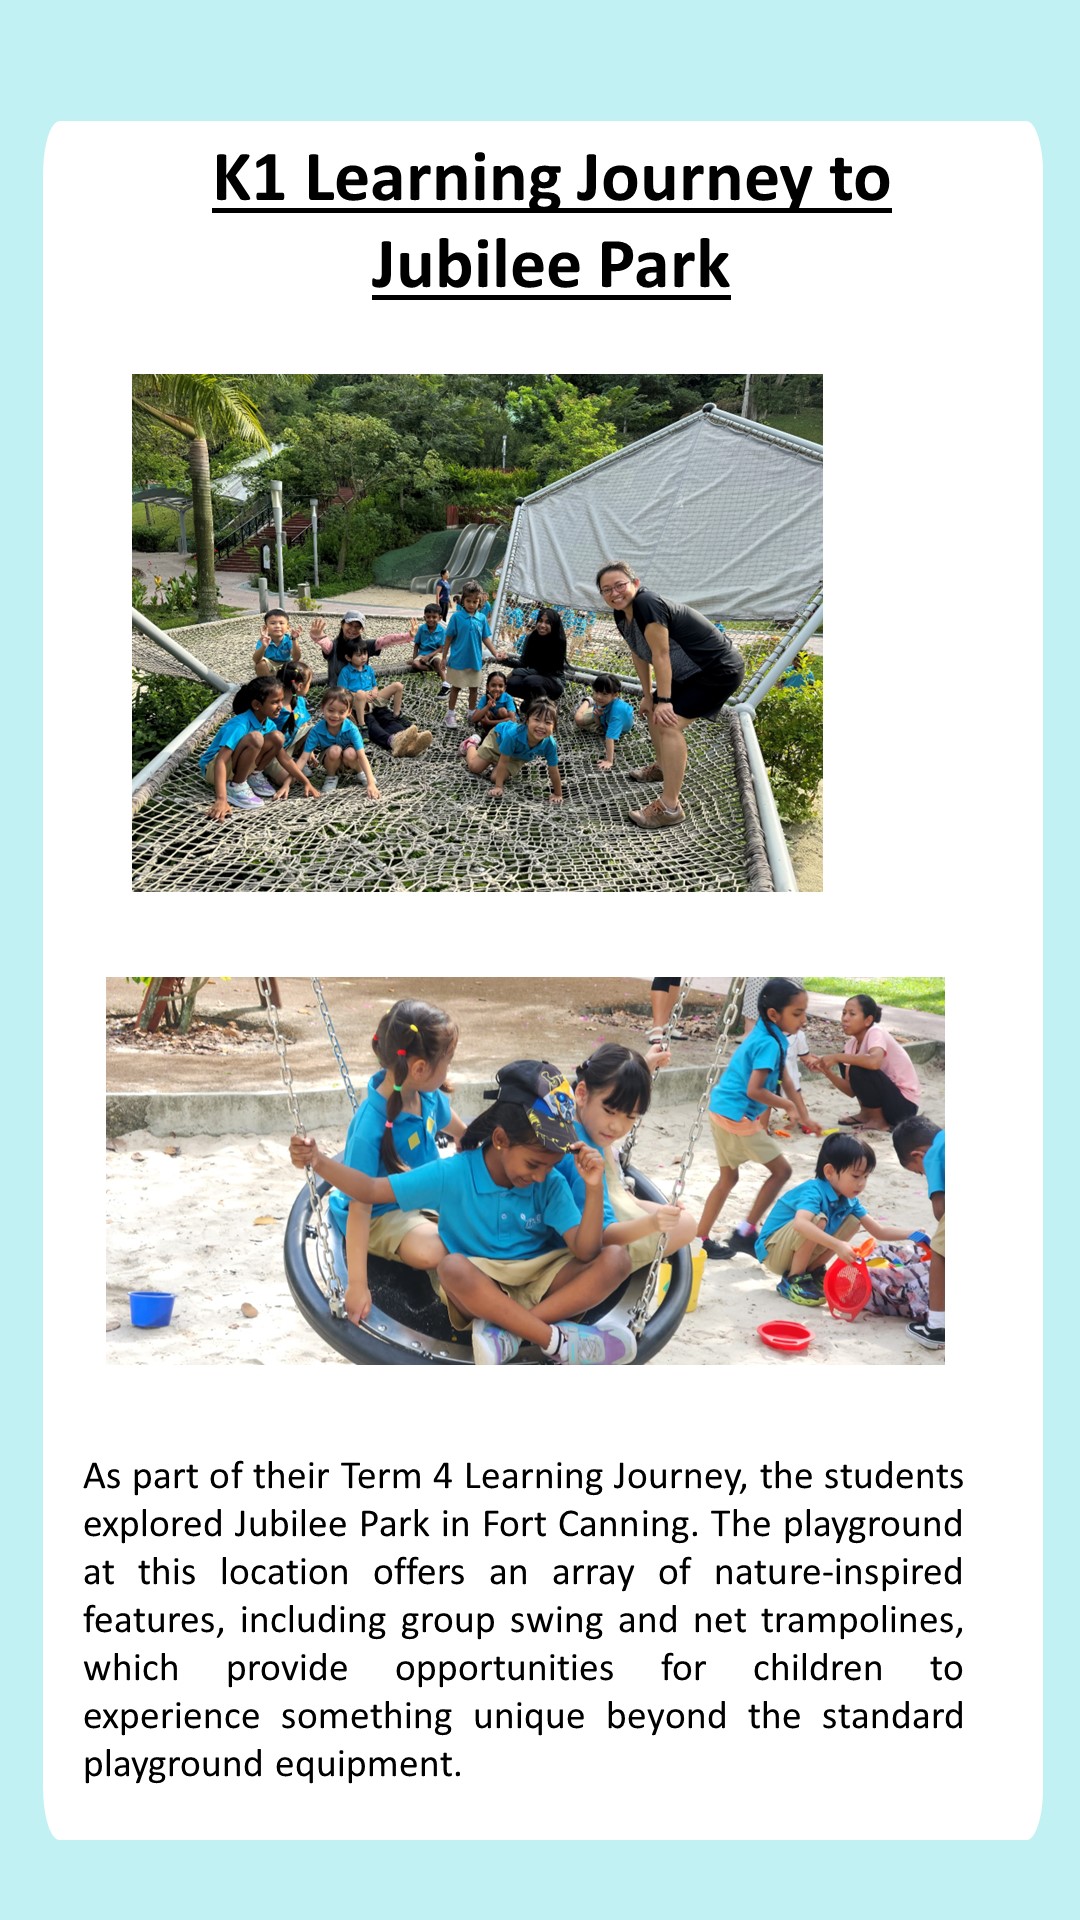 K1 Learning Journey to
Jubilee Park
As part of their Term 4 Learning Journey, the students
explored Jubilee Park in Fort Canning. The playground
at this location offers an array of nature-inspired
features, including group swing and net trampolines,
which provide opportunities for children to
experience something unique beyond the standard
playground equipment.